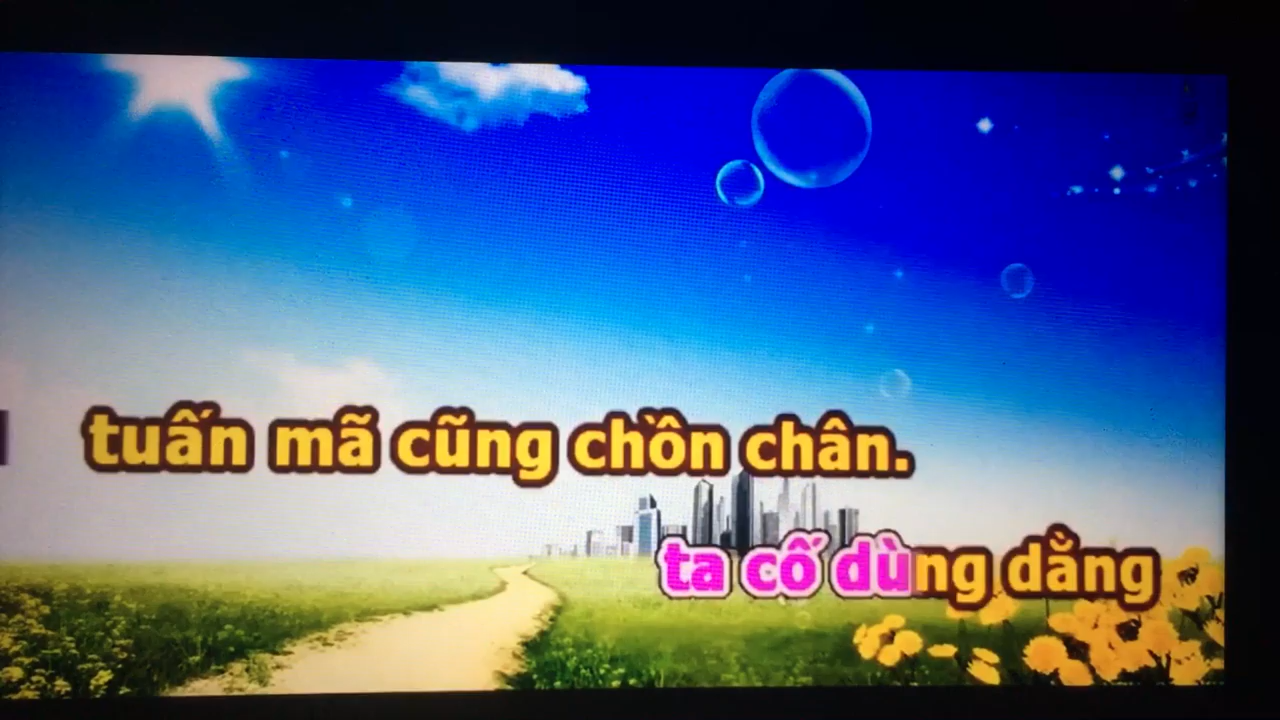 tuấn mã cũng chồn chân.
ta cố dùng dằng